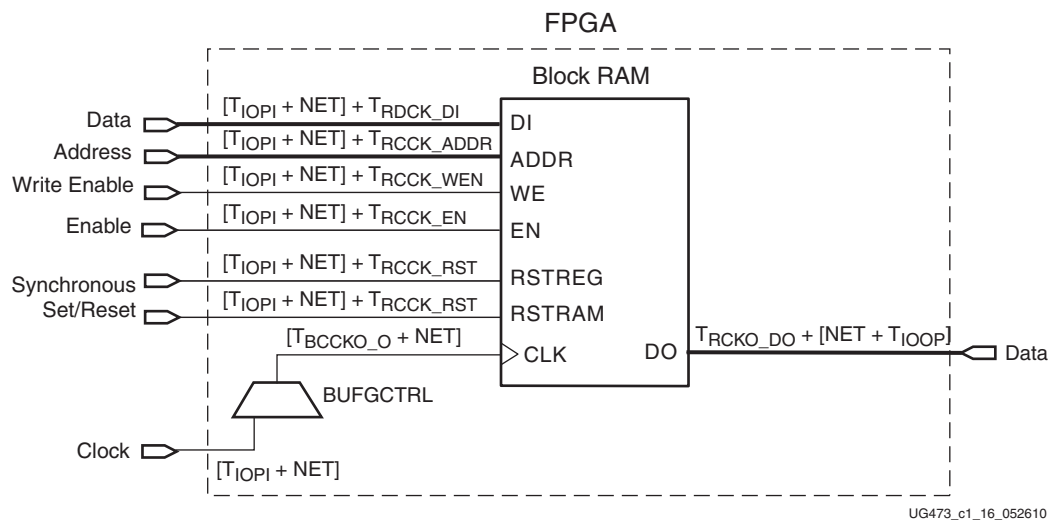 FPGA
Block RAM
Data
[TIOPI + NET] + TRDCK_DI
DI
Address
[TIOPI + NET] + TRCCK_ADDR
ADDR
Write Enable
[TIOPI + NET] + TRCCK_WEN
WE
Enable
[TIOPI + NET] + TRCCK_EN
EN
Synchronous
Set/Reset
[TIOPI + NET] + TRCCK_RST
RSTREG
[TIOPI + NET] + TRCCK_RST
RSTRAM
[TBCCKO_O + NET]
CLK
DO
TRCKO_DO + [NET + TIOOP]
Data
BUFGCTRL
Clock
[TIOPI + NET]
UG473_c1_16_052610